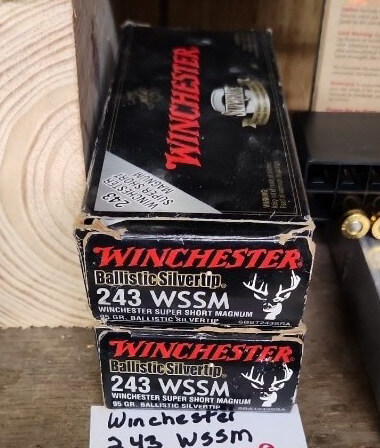 WINCHESTER
SUPREME
243
WINCHESTER
SUPER SHORT
MAGNUM
WINCHESTER
Ballistic Silvertip
243 WSSM
WINCHESTER SUPER SHORT MAGNUM
95 GR. BALLISTIC SILVERTIP
WINCHESTER
Ballistic Silvertip
243 WSSM
WINCHESTER SUPER SHORT MAGNUM
95 GR. BALLISTIC SILVERTIP
Winchester
243 WSSM